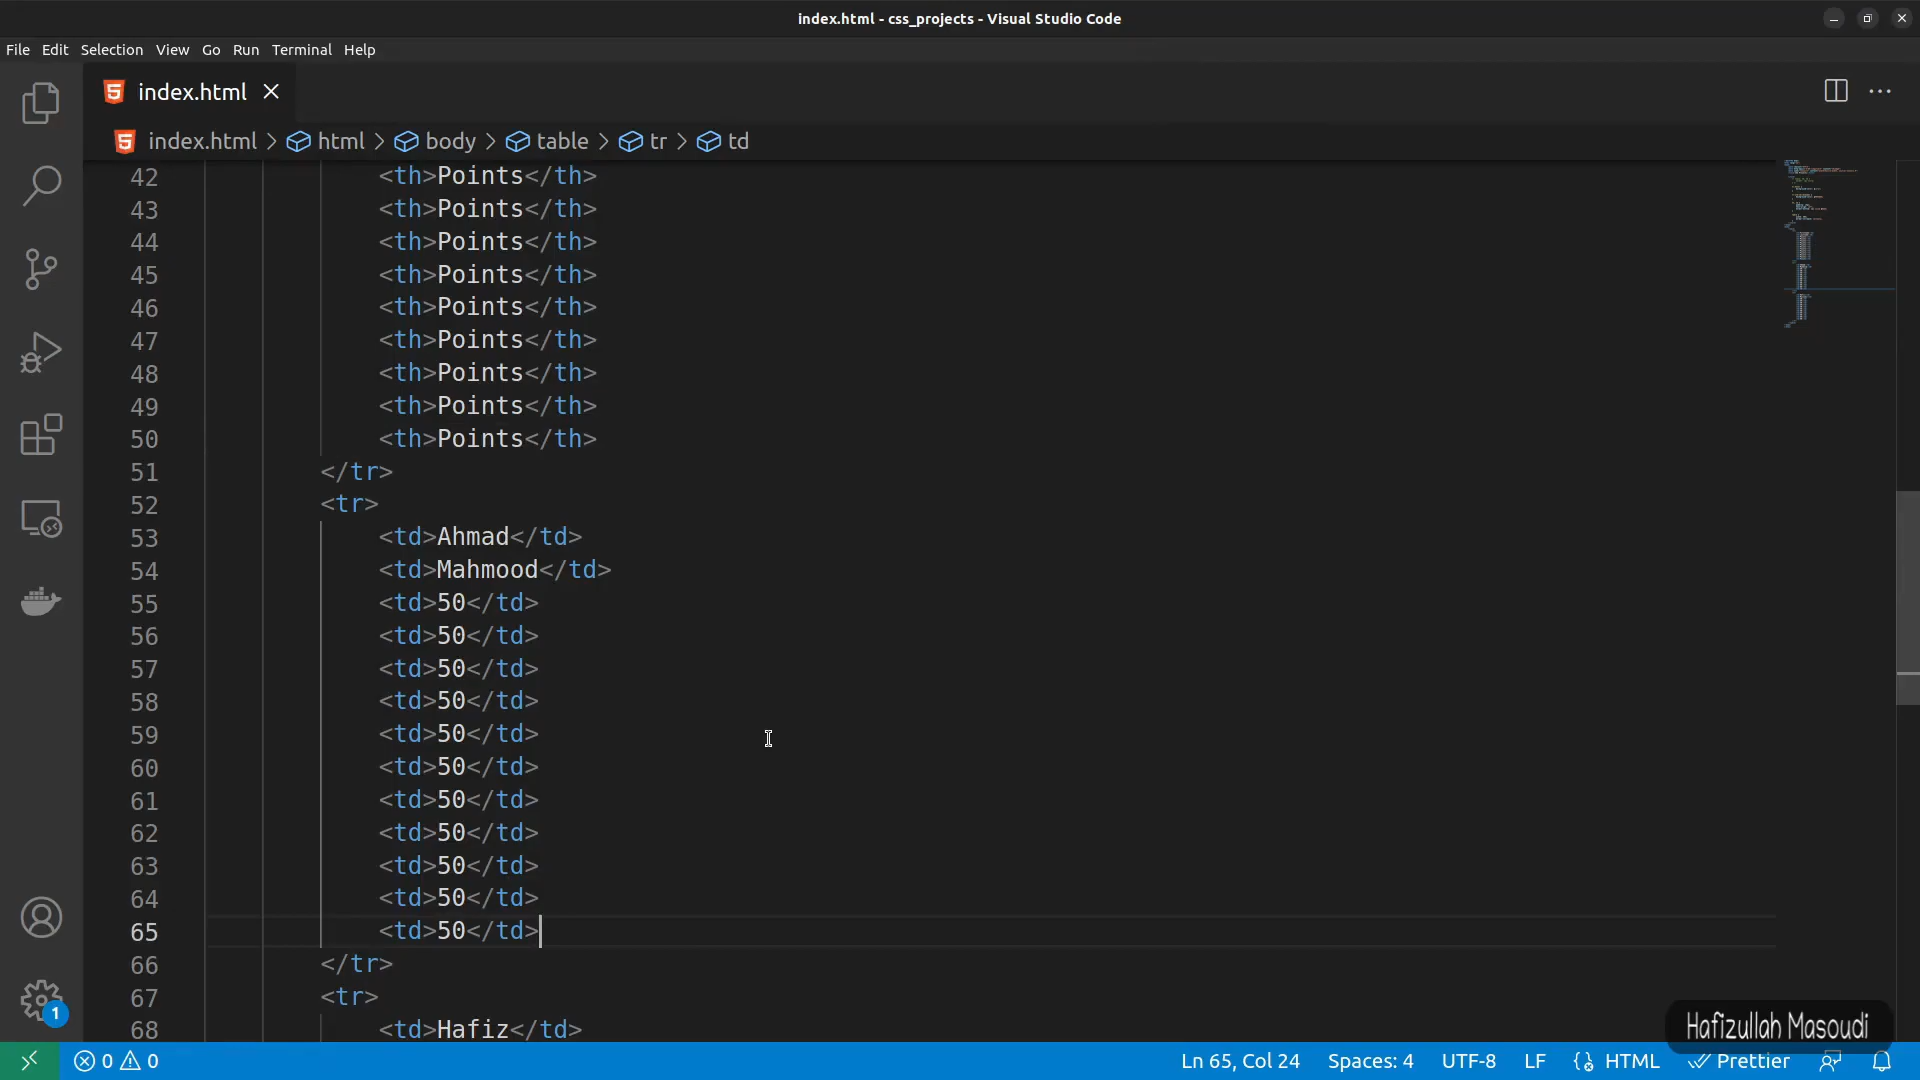 index.html - css_projects - Visual Studio Code
File Edit Selection View Go Run Terminal Help
index.html
index.html > html > body > table > tr > td
42 <th>Points</th>
43 <th>Points</th>
44 <th>Points</th>
45 <th>Points</th>
46 <th>Points</th>
47 <th>Points</th>
48 <th>Points</th>
49 <th>Points</th>
50 <th>Points</th>
51 </tr>
52 <tr>
53 <td>Ahmad</td>
54 <td>Mahmood</td>
55 <td>50</td>
56 <td>50</td>
57 <td>50</td>
58 <td>50</td>
59 <td>50</td>
60 <td>50</td>
61 <td>50</td>
62 <td>50</td>
63 <td>50</td>
64 <td>50</td>
65 <td>50</td>
66 </tr>
67 <tr>
68 <td>Hafiz</td>
1
Hafizullah Masoudi
0 0 Ln 65, Col 24 Spaces: 4 UTF-8 LF HTML Prettier